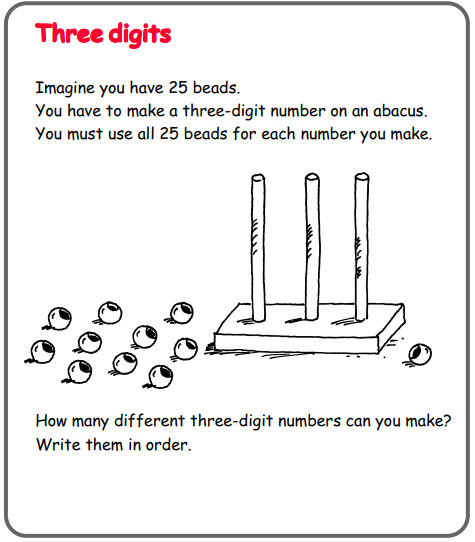 Three digits
Imagine you have 25 beads.
You have to make a three-digit number on an abacus.
You must use all 25 beads for each number you make.
How many different three-digit numbers can you make?
Write them in order.